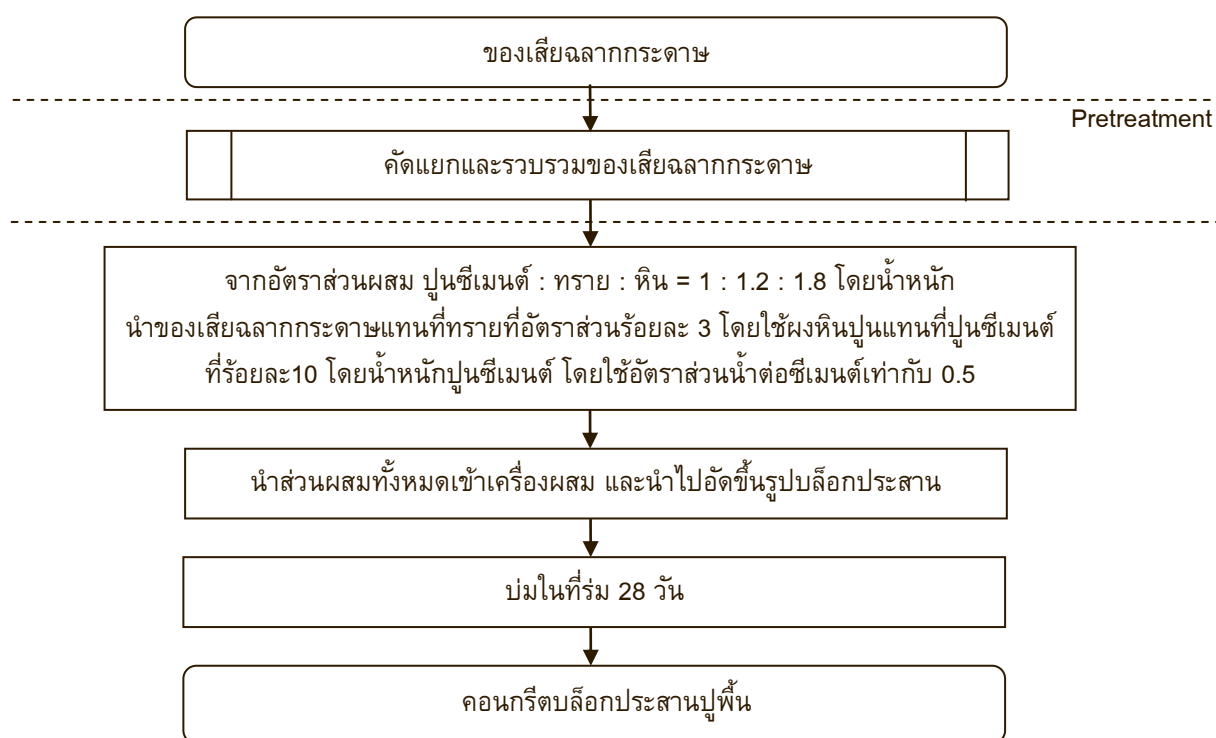 ของเสียฉลากกระดาษ
Pretreatment
คัดแยกและรวบรวมของเสียฉลากกระดาษ
จากอัตราส่วนผสม ปูนซีเมนต์ : ทราย : หิน = 1 : 1.2 : 1.8 โดยน้ำหนัก
นำของเสียฉลากกระดาษแทนที่ทรายที่อัตราส่วนร้อยละ 3 โดยใช้ผงหินปูนแทนที่ปูนซีเมนต์
ที่ร้อยละ10 โดยน้ำหนักปูนซีเมนต์ โดยใช้อัตราส่วนน้ำต่อซีเมนต์เท่ากับ 0.5
นำส่วนผสมทั้งหมดเข้าเครื่องผสม และนำไปอัดขึ้นรูปบล็อกประสาน
บ่มในที่ร่ม 28 วัน
คอนกรีตบล็อกประสานปูพื้น